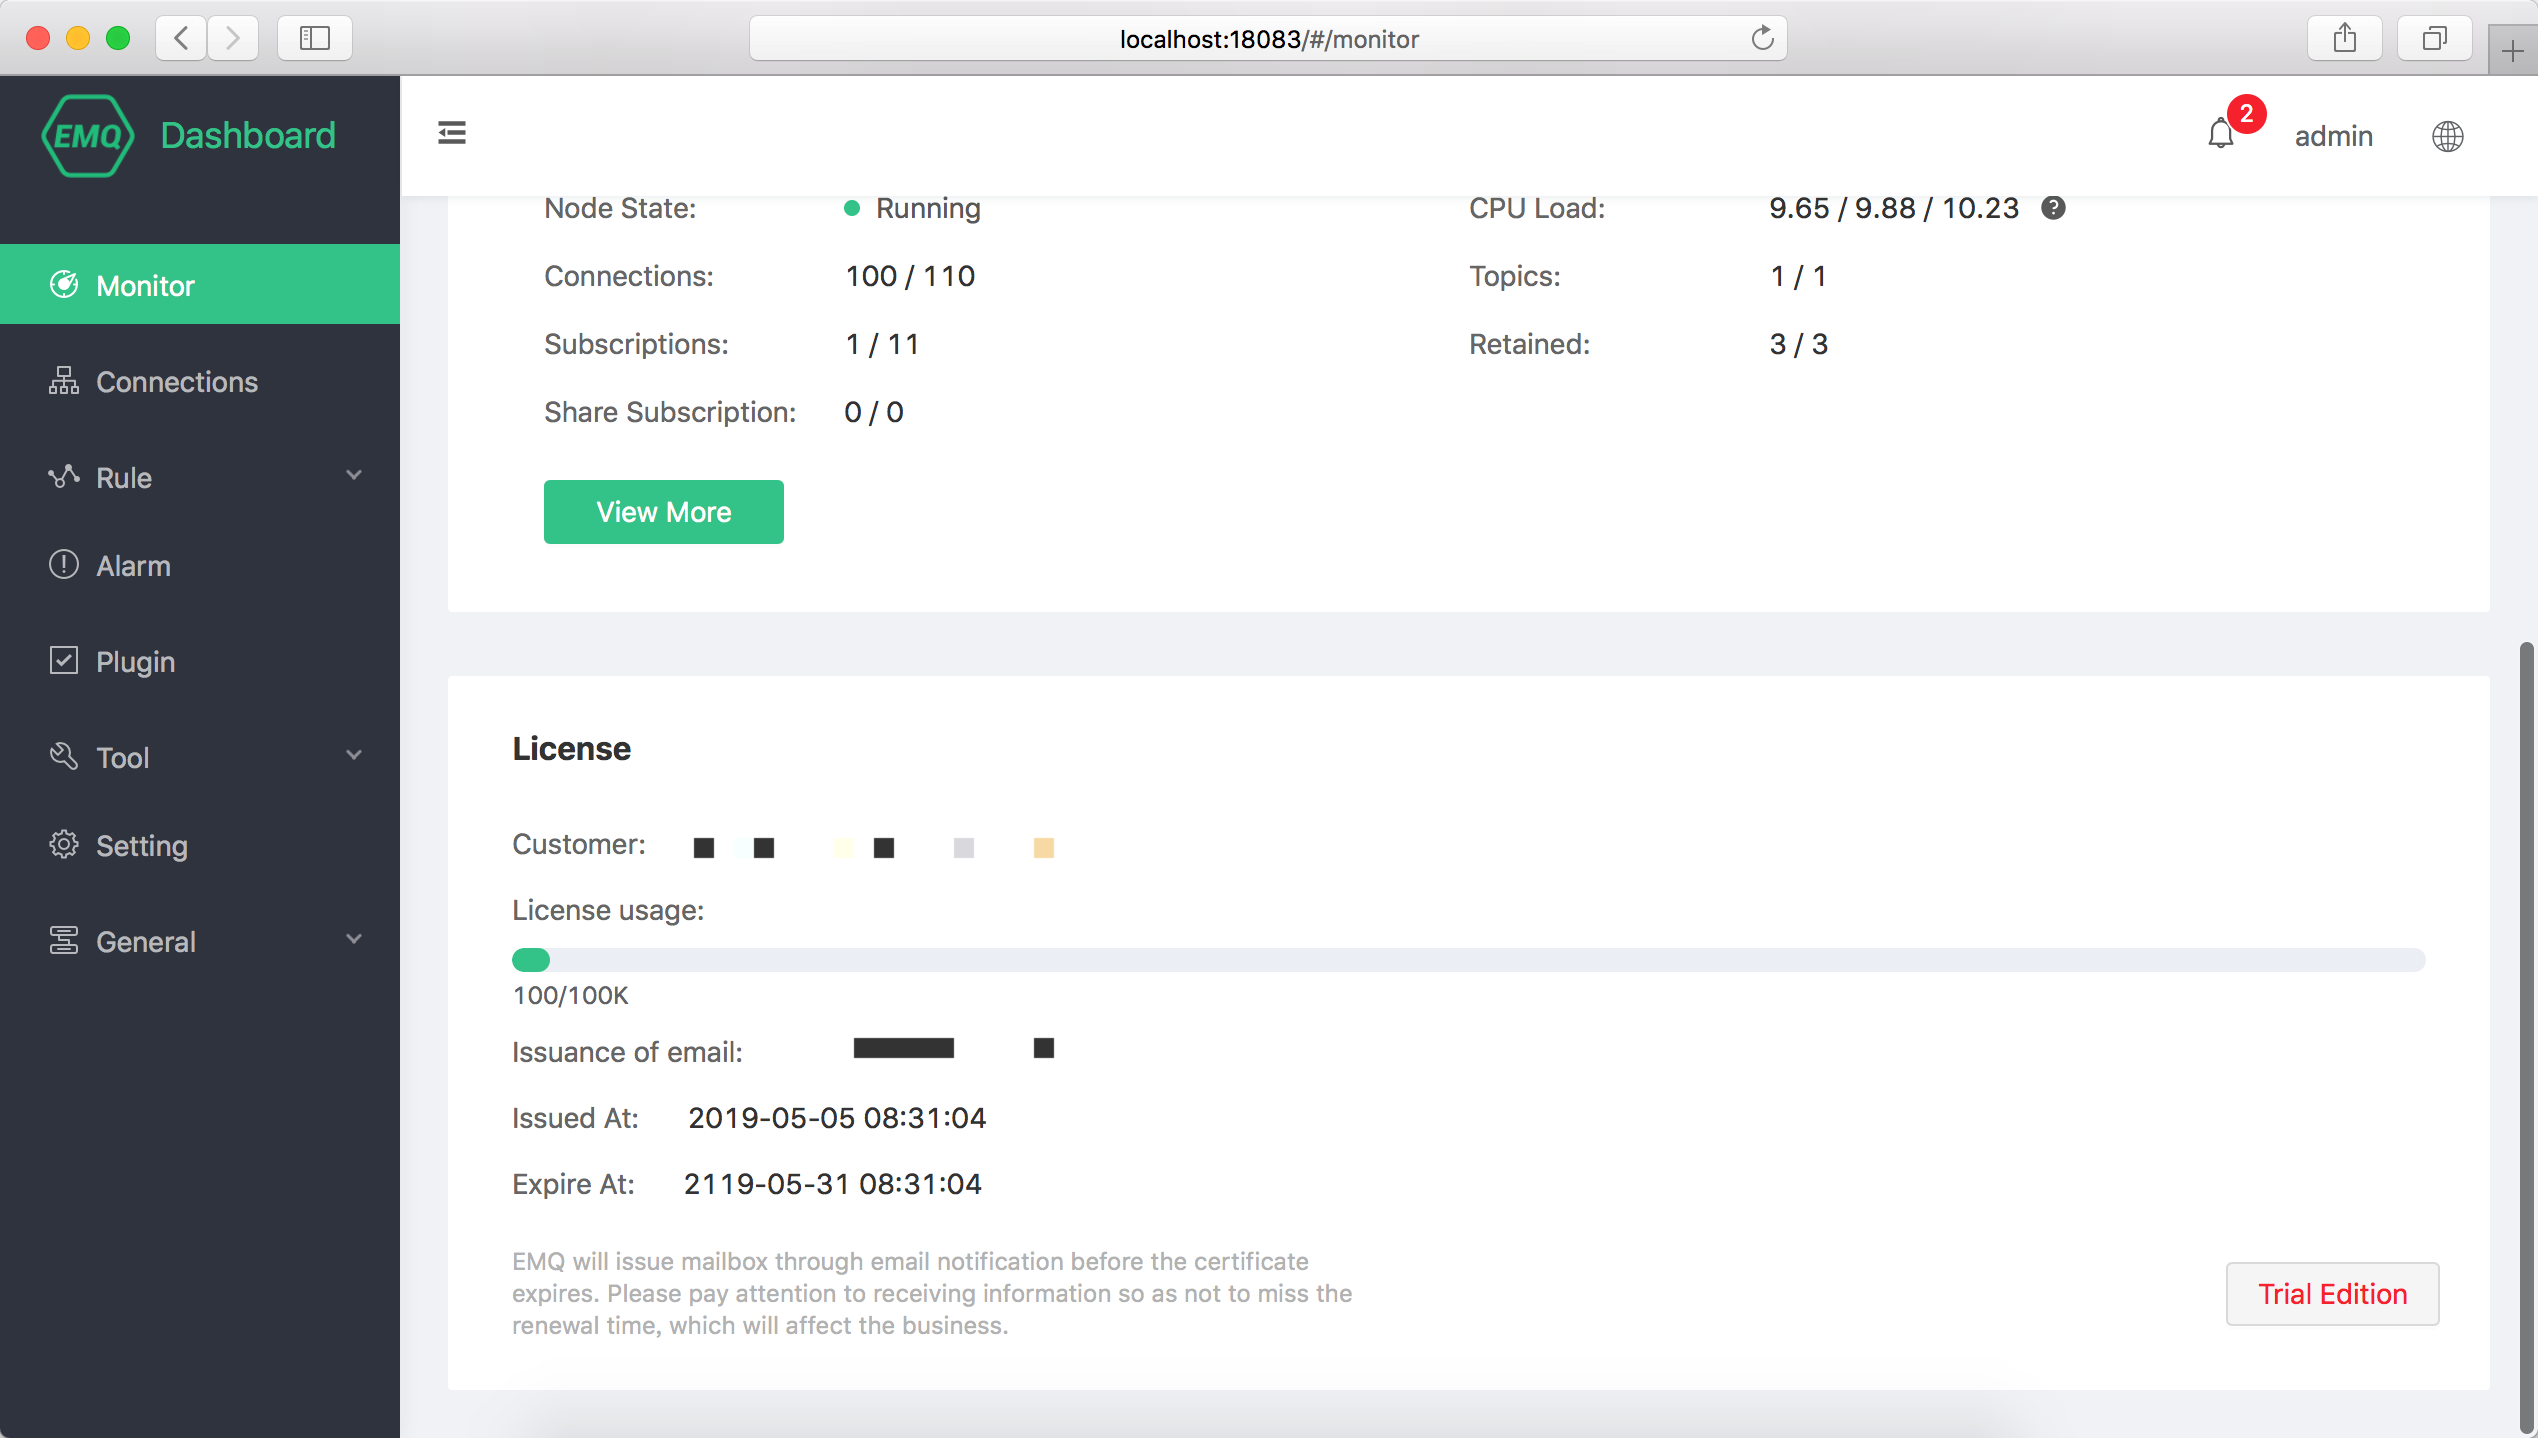 localhost:18083/#/monitor
EMQ Dashboard
2
admin
Monitor
Connections
Rule
Alarm
Plugin
Tool
Setting
General
Node State: Running
CPU Load: 9.65 / 9.88 / 10.23
Connections: 100 / 110
Topics: 1 / 1
Subscriptions: 1 / 11
Retained: 3 / 3
Share Subscription: 0 / 0
View More
License
Customer:
License usage:
100/100K
Issuance of email:
Issued At: 2019-05-05 08:31:04
Expire At: 2119-05-31 08:31:04
EMQ will issue mailbox through email notification before the certificate
expires. Please pay attention to receiving information so as not to miss the
renewal time, which will affect the business.
Trial Edition